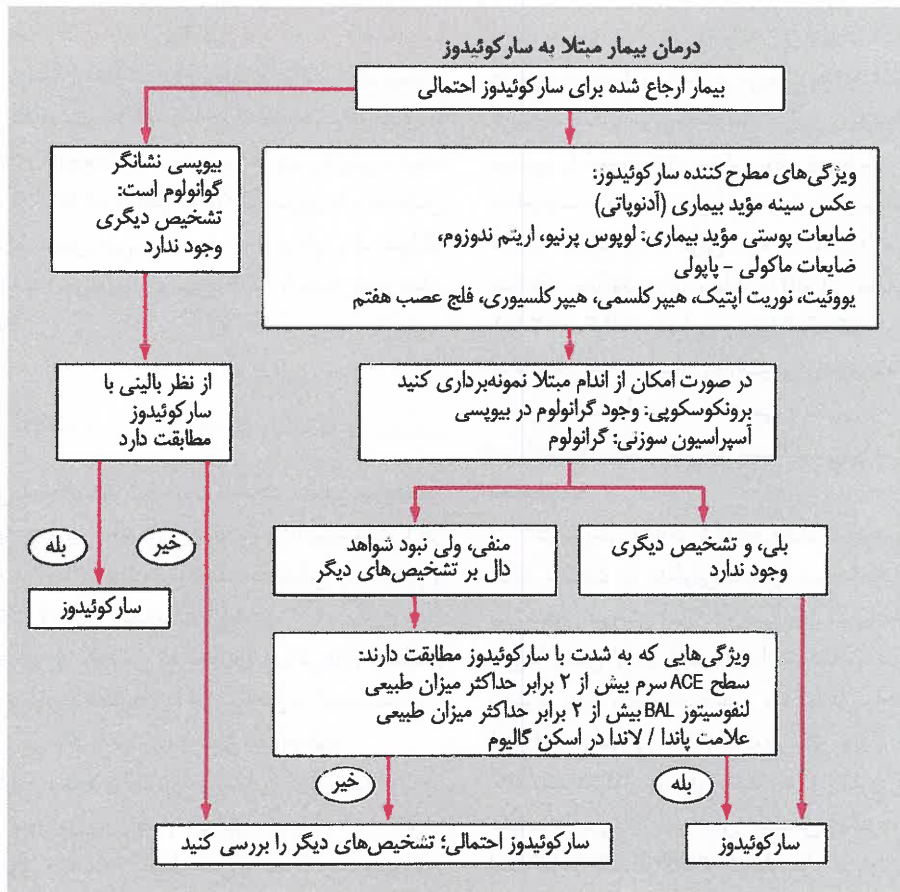 درمان بیمار مبتلا به سارکوئیدوز
بیمار ارجاع شده برای سارکوئیدوز احتمالی
ویژگی‌های مطرح‌کننده سارکوئیدوز:
عکس سینه مؤید بیماری (آدنوپاتی)
ضایعات پوستی مؤید بیماری: لوپوس پرنیو، اریتم ندوزوم،
ضایعات ماکولی - پاپولی
یووئیت، نوریت اپتیک، هیپرکلسمی، هیپرکلسیوری، فلج عصب هفتم
بیوپسی نشانگر
گوانولوم است:
تشخیص دیگری
وجود ندارد
در صورت امکان از اندام مبتلا نمونه‌برداری کنید
برونکوسکوپی: وجود گرانولوم در بیوپسی
آسپراسیون سوزنی: گرانولوم
از نظر بالینی با
سارکوئیدوز
مطابقت دارد
بلی، و تشخیص دیگری
وجود ندارد
منفی، ولی نبود شواهد
دال بر تشخیص‌های دیگر
خیر
بله
سارکوئیدوز
ویژگی‌هایی که به شدت با سارکوئیدوز مطابقت دارند:
سطح ACE سرم بیش از ۲ برابر حداکثر میزان طبیعی
لنفوسیتوز BAL بیش از ۲ برابر حداکثر میزان طبیعی
علامت پاندا / لاندا در اسکن گالیوم
بله
خیر
سارکوئیدوز
سارکوئیدوز احتمالی؛ تشخیص‌های دیگر را بررسی کنید